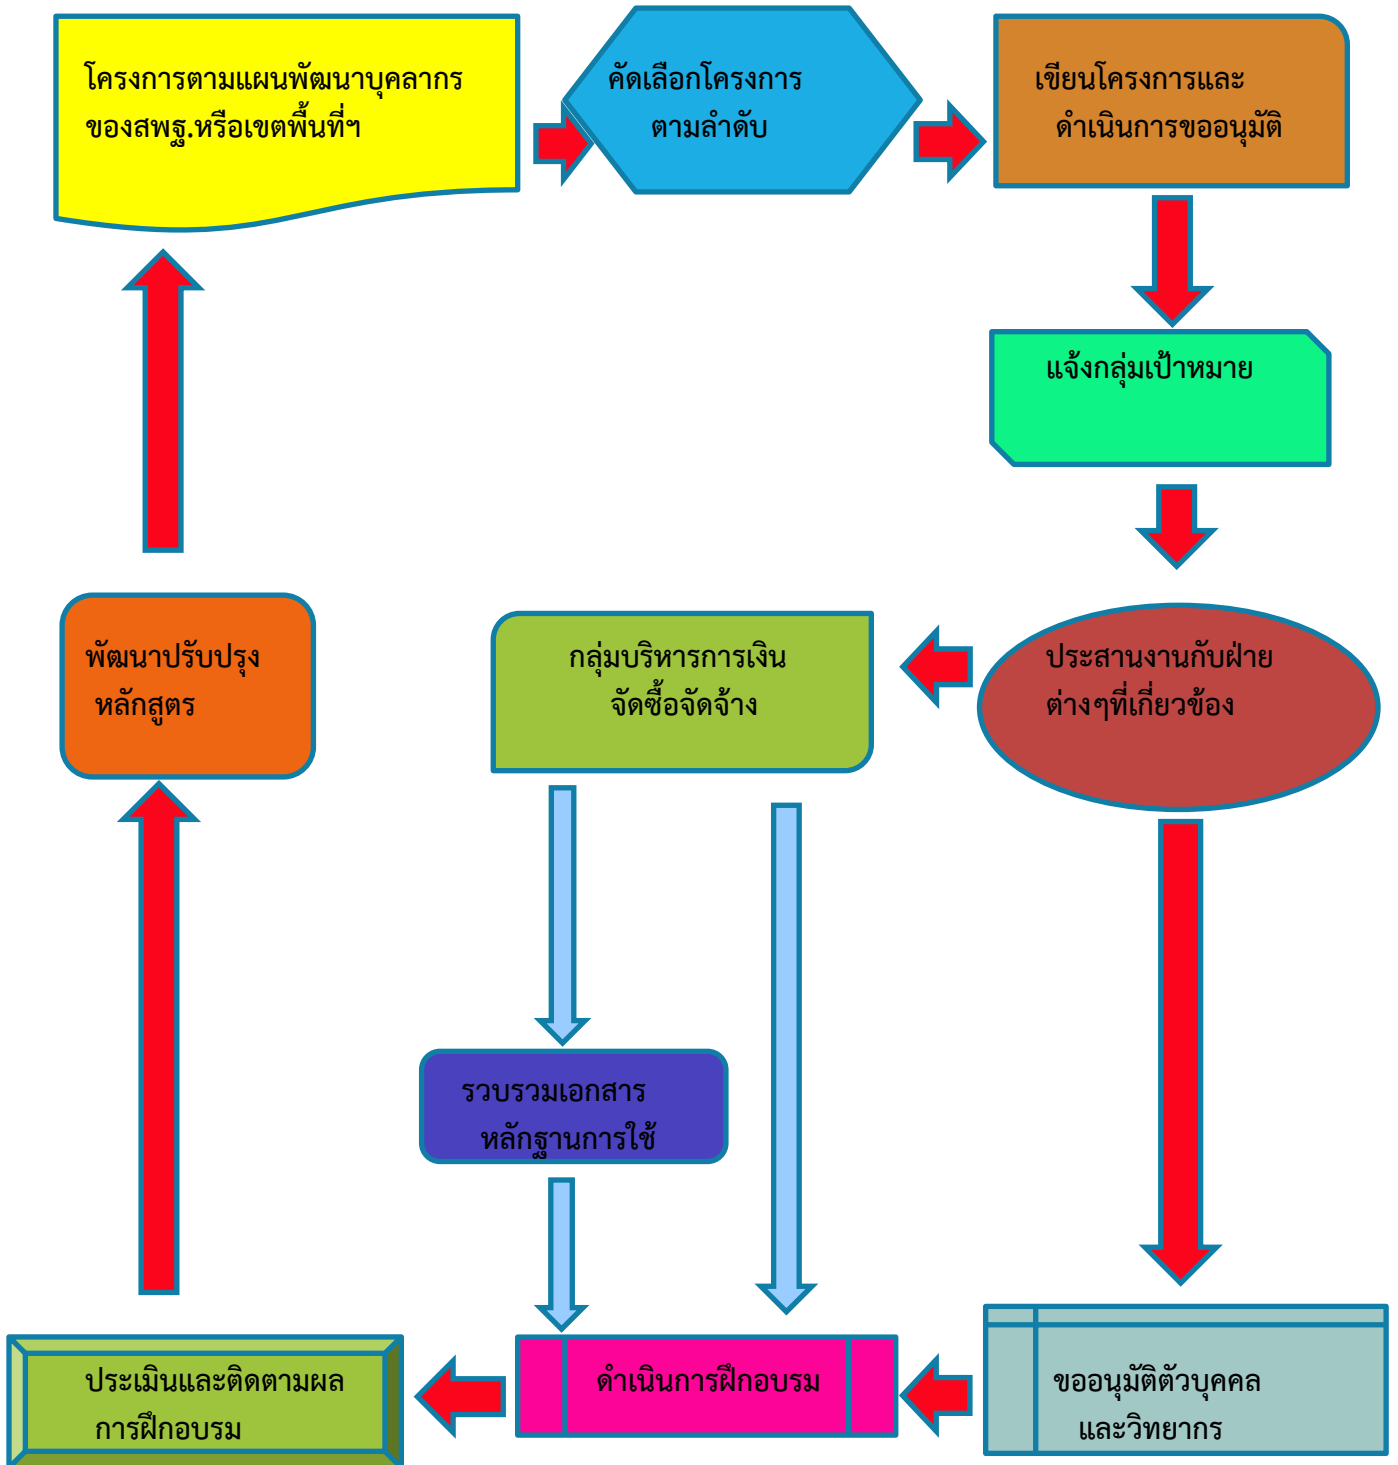 โครงการตามแผนพัฒนาบุคลากร
ของสพฐ.หรือเขตพื้นที่ฯ
คัดเลือกโครงการ
ตามลำดับ
เขียนโครงการและ
ดำเนินการขออนุมัติ
แจ้งกลุ่มเป้าหมาย
ประสานงานกับฝ่าย
ต่างๆที่เกี่ยวข้อง
กลุ่มบริหารการเงิน
จัดซื้อจัดจ้าง
พัฒนาปรับปรุง
หลักสูตร
รวบรวมเอกสาร
หลักฐานการใช้
ขออนุมัติตัวบุคคล
และวิทยากร
ดำเนินการฝึกอบรม
ประเมินและติดตามผล
การฝึกอบรม